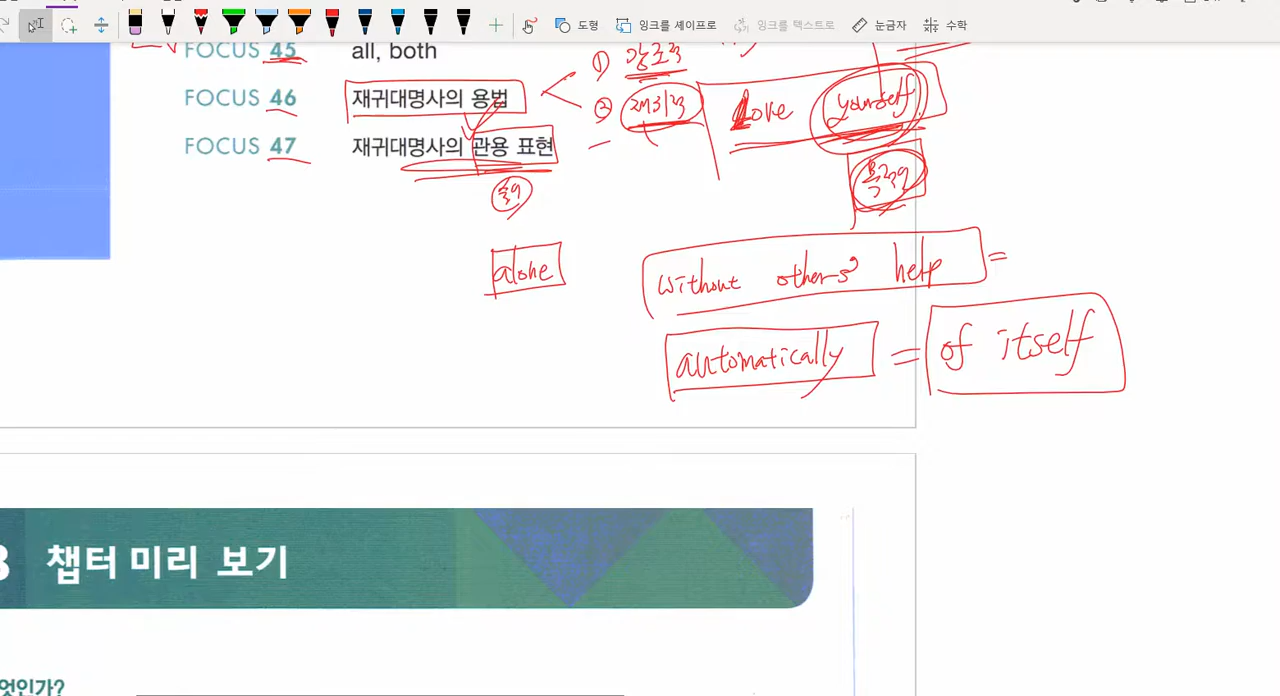 도형 잉크를 셰이프로 잉크를 텍스트로 눈금자 수학
FOCUS 45 all, both
① 강조적
FOCUS 46 재귀대명사의 용법
② 재귀적
Love yourself
FOCUS 47 재귀대명사의 관용 표현
목적어
alone
without others' help =
automatically = of itself
챕터 미리 보기
엇인가?